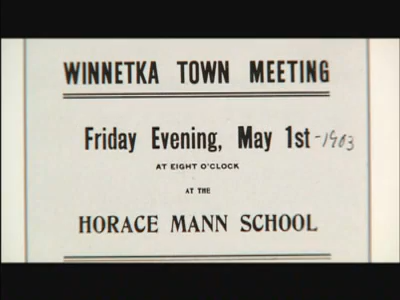 WINNETKA TOWN MEETING
Friday Evening, May 1st -1903
AT EIGHT O'CLOCK
AT THE
HORACE MANN SCHOOL